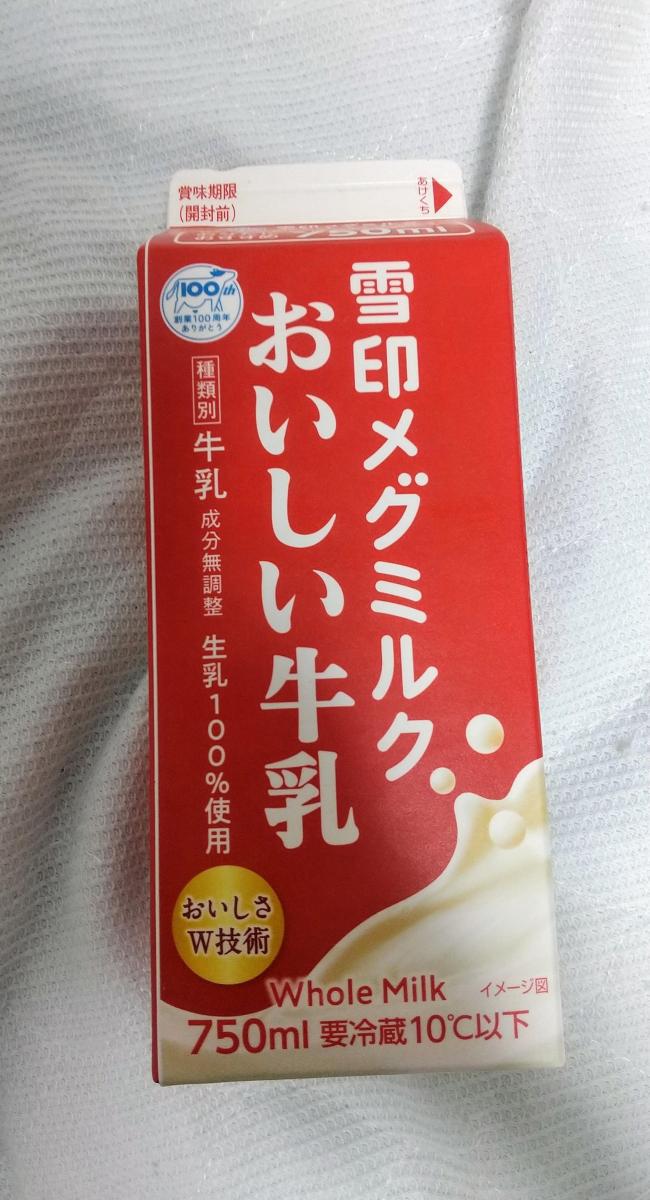 賞味期限
(開封前)
あけくち
750ml
100th
創業100周年
ありがとう
雪印メグミルク
おいしい牛乳
種類別
牛乳
成分無調整
生乳100%使用
おいしさ
W技術
Whole Milk
イメージ図
750ml 要冷蔵10℃以下